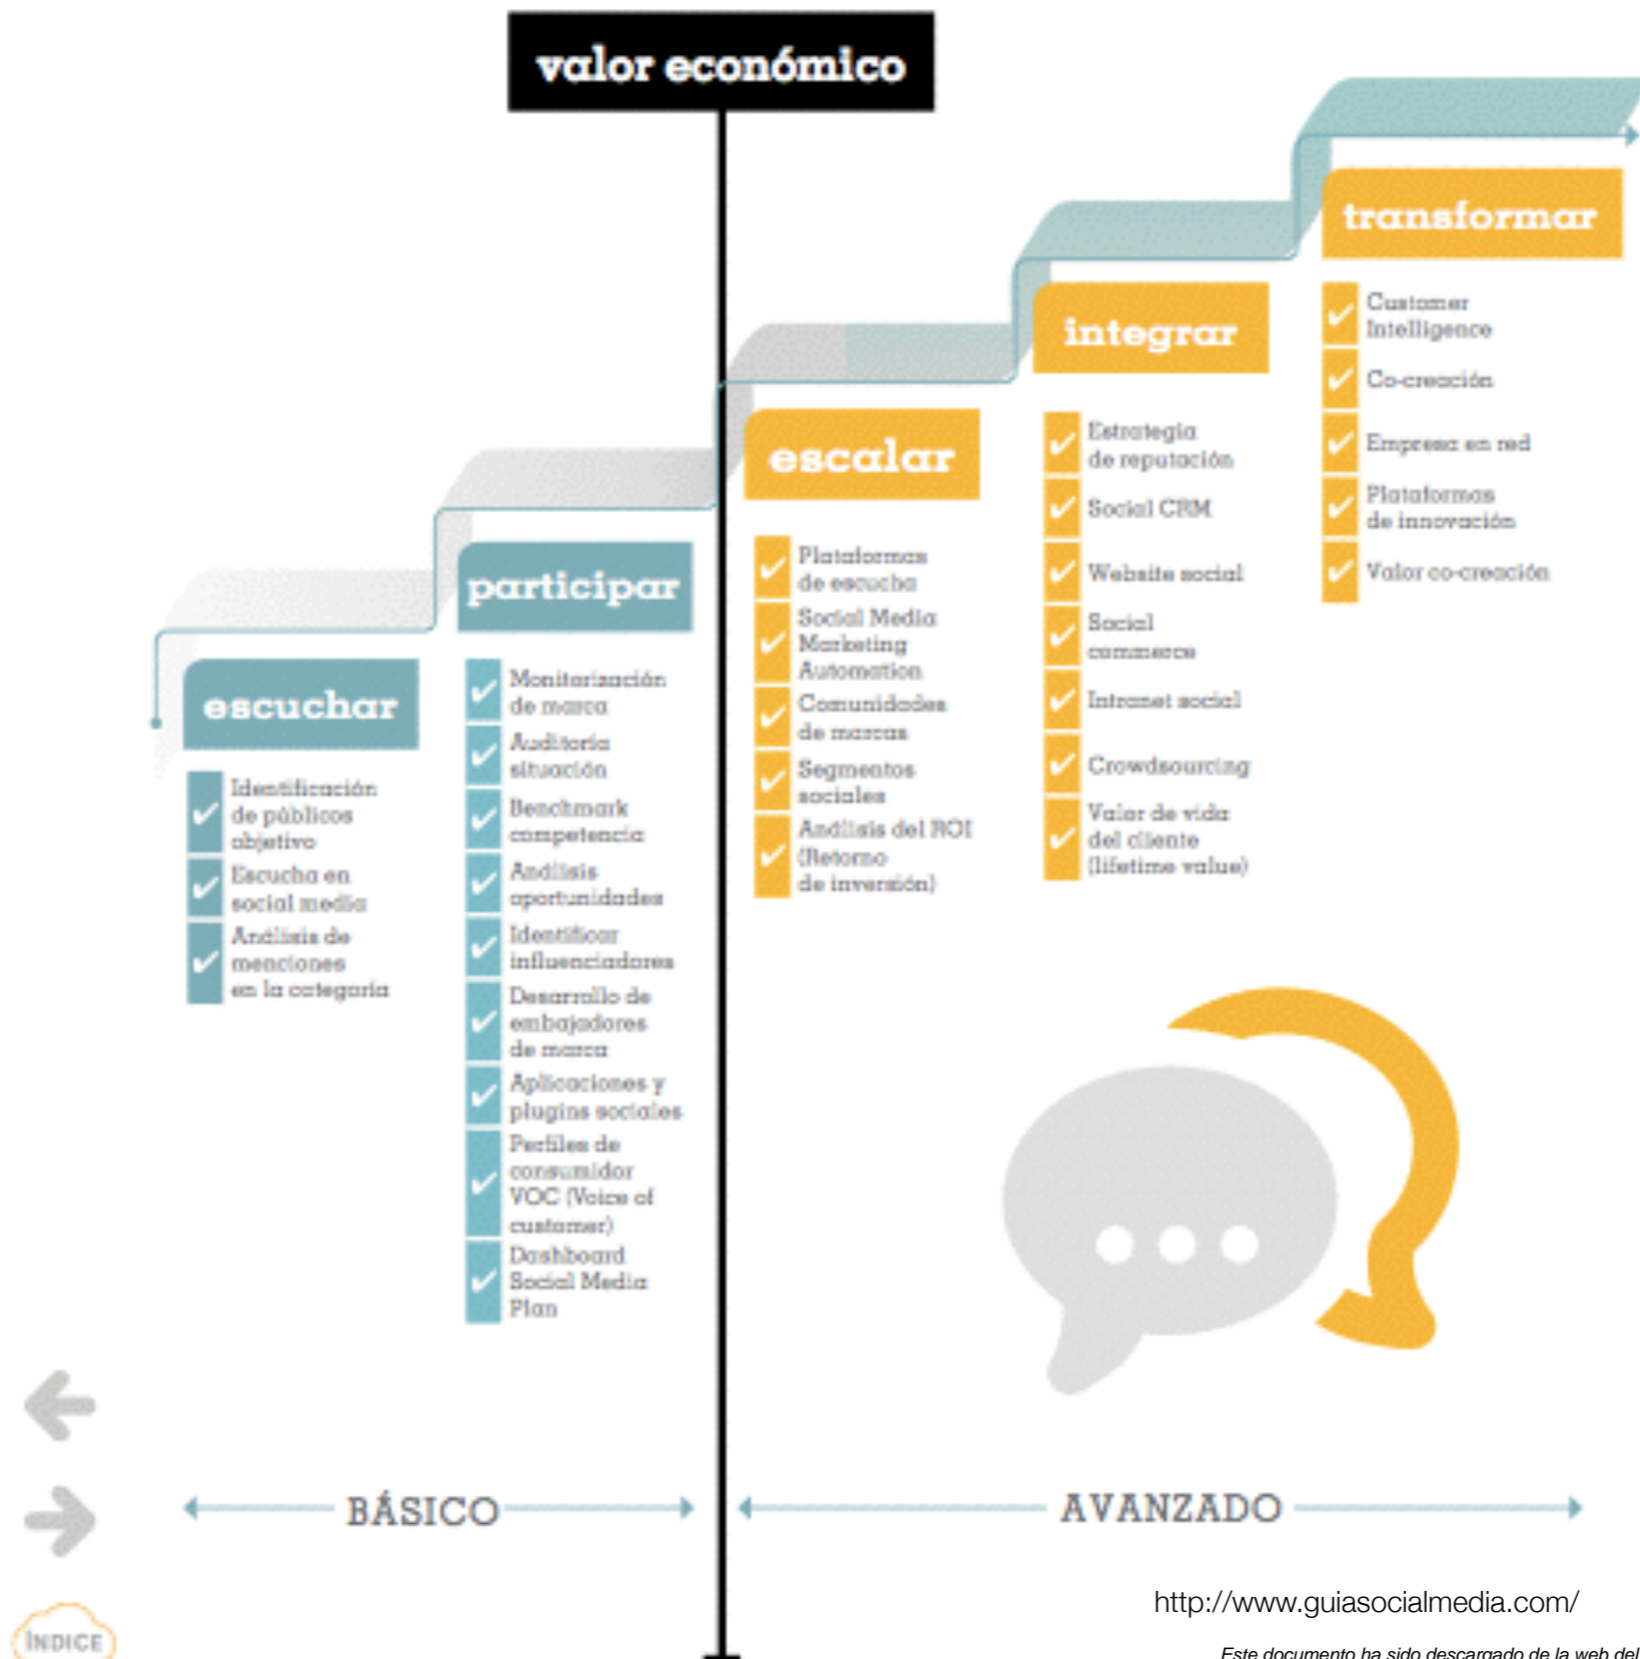 valor económico
transformar
Customer
Intelligence
Co-creación
Empresa en red
Plataformas
de innovación
Valor co-creación
integrar
Estrategia
de reputación
Social CRM
Website social
Social
commerce
Intranet social
Crowdsourcing
Valor de vida
del cliente
(lifetime value)
escalar
Plataformas
de escucha
Social Media
Marketing
Automation
Comunidades
de marcas
Segmentos
sociales
Análisis del ROI
(Retorno
de inversión)
participar
Monitorización
de marca
Auditoría
situación
Benchmark
competencia
Análisis
oportunidades
Identificar
influenciadores
Desarrollo de
embajadores
de marca
Aplicaciones y
plugins sociales
Perfiles de
consumidor
VOC (Voice of
customer)
Dashboard
Social Media
Plan
escuchar
Identificación
de públicos
objetivo
Escucha en
social media
Análisis de
menciones
en la categoría
BÁSICO
AVANZADO
http://www.guiasocialmedia.com/
ÍNDICE
Este documento ha sido descargado de la web del